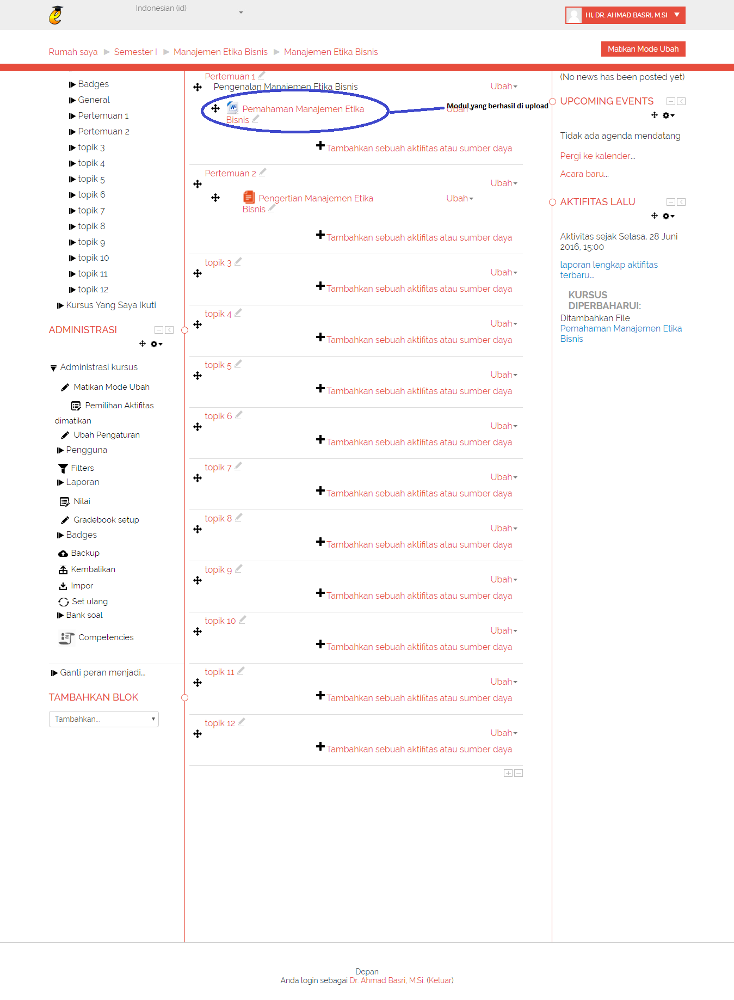 Indonesian (id)
HI, DR. AHMAD BASRI, M.SI
Rumah saya
Semester I
Manajemen Etika Bisnis
Manajemen Etika Bisnis
Matikan Mode Ubah
Badges
General
Pertemuan 1
Pertemuan 2
topik 3
topik 4
topik 5
topik 6
topik 7
topik 8
topik 9
topik 10
topik 11
topik 12
Kursus Yang Saya Ikuti
ADMINISTRASI
Administrasi kursus
Matikan Mode Ubah
Pemilihan Aktifitas
dimatikan
Ubah Pengaturan
Pengguna
Filters
Laporan
Nilai
Gradebook setup
Badges
Backup
Kembalikan
Impor
Set ulang
Bank soal
Competencies
Ganti peran menjadi...
TAMBAHKAN BLOK
Tambahkan...
Pertemuan 1
Pengenalan Manajemen Etika Bisnis
Ubah
Pemahaman Manajemen Etika
Bisnis
Ubah
Modul yang berhasil di upload
Tambahkan sebuah aktifitas atau sumber daya
Pertemuan 2
Ubah
Pengertian Manajemen Etika
Bisnis
Ubah
Tambahkan sebuah aktifitas atau sumber daya
topik 3
Ubah
Tambahkan sebuah aktifitas atau sumber daya
topik 4
Ubah
Tambahkan sebuah aktifitas atau sumber daya
topik 5
Ubah
Tambahkan sebuah aktifitas atau sumber daya
topik 6
Ubah
Tambahkan sebuah aktifitas atau sumber daya
topik 7
Ubah
Tambahkan sebuah aktifitas atau sumber daya
topik 8
Ubah
Tambahkan sebuah aktifitas atau sumber daya
topik 9
Ubah
Tambahkan sebuah aktifitas atau sumber daya
topik 10
Ubah
Tambahkan sebuah aktifitas atau sumber daya
topik 11
Ubah
Tambahkan sebuah aktifitas atau sumber daya
topik 12
Ubah
Tambahkan sebuah aktifitas atau sumber daya
(No news has been posted yet)
UPCOMING EVENTS
Tidak ada agenda mendatang
Pergi ke kalender...
Acara baru...
AKTIFITAS LALU
Aktivitas sejak Selasa, 28 Juni
2016, 15:00
laporan lengkap aktifitas
terbaru...
KURSUS
DIPERBAHARUI:
Ditambahkan File
Pemahaman Manajemen Etika
Bisnis
Depan
Anda login sebagai Dr. Ahmad Basri, M.Si. (Keluar)